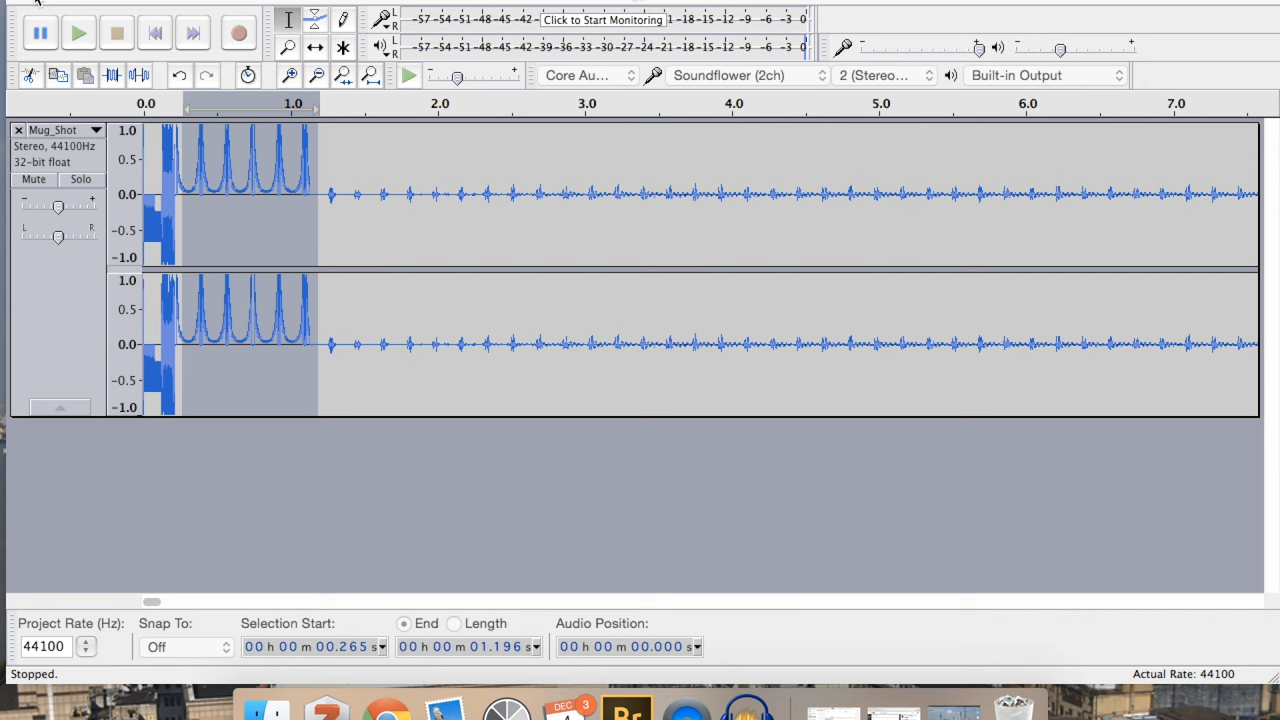 L -57-54-51-48-45-42- Click to Start Monitoring 1-18-15-12-9 -6 -3 0
R
L -57-54-51-48-45-42-39-36-33-30-27-24-21-18-15-12-9 -6 -3 0
R
- + - +
- + Core Au... Soundflower (2ch) 2 (Stereo... Built-in Output
0.0 1.0 2.0 3.0 4.0 5.0 6.0 7.0
Mug_Shot
Stereo, 44100Hz
32-bit float
Mute Solo
- +
L R
1.0
0.5-
0.0-
-0.5-
-1.0
1.0
0.5-
0.0-
-0.5-
-1.0
Project Rate (Hz): Snap To: Selection Start: End Length Audio Position:
44100 Off 00 h 00 m 00.265 s 00 h 00 m 01.196 s 00 h 00 m 00.000 s
Stopped. Actual Rate: 44100
DEC 3
4
Br